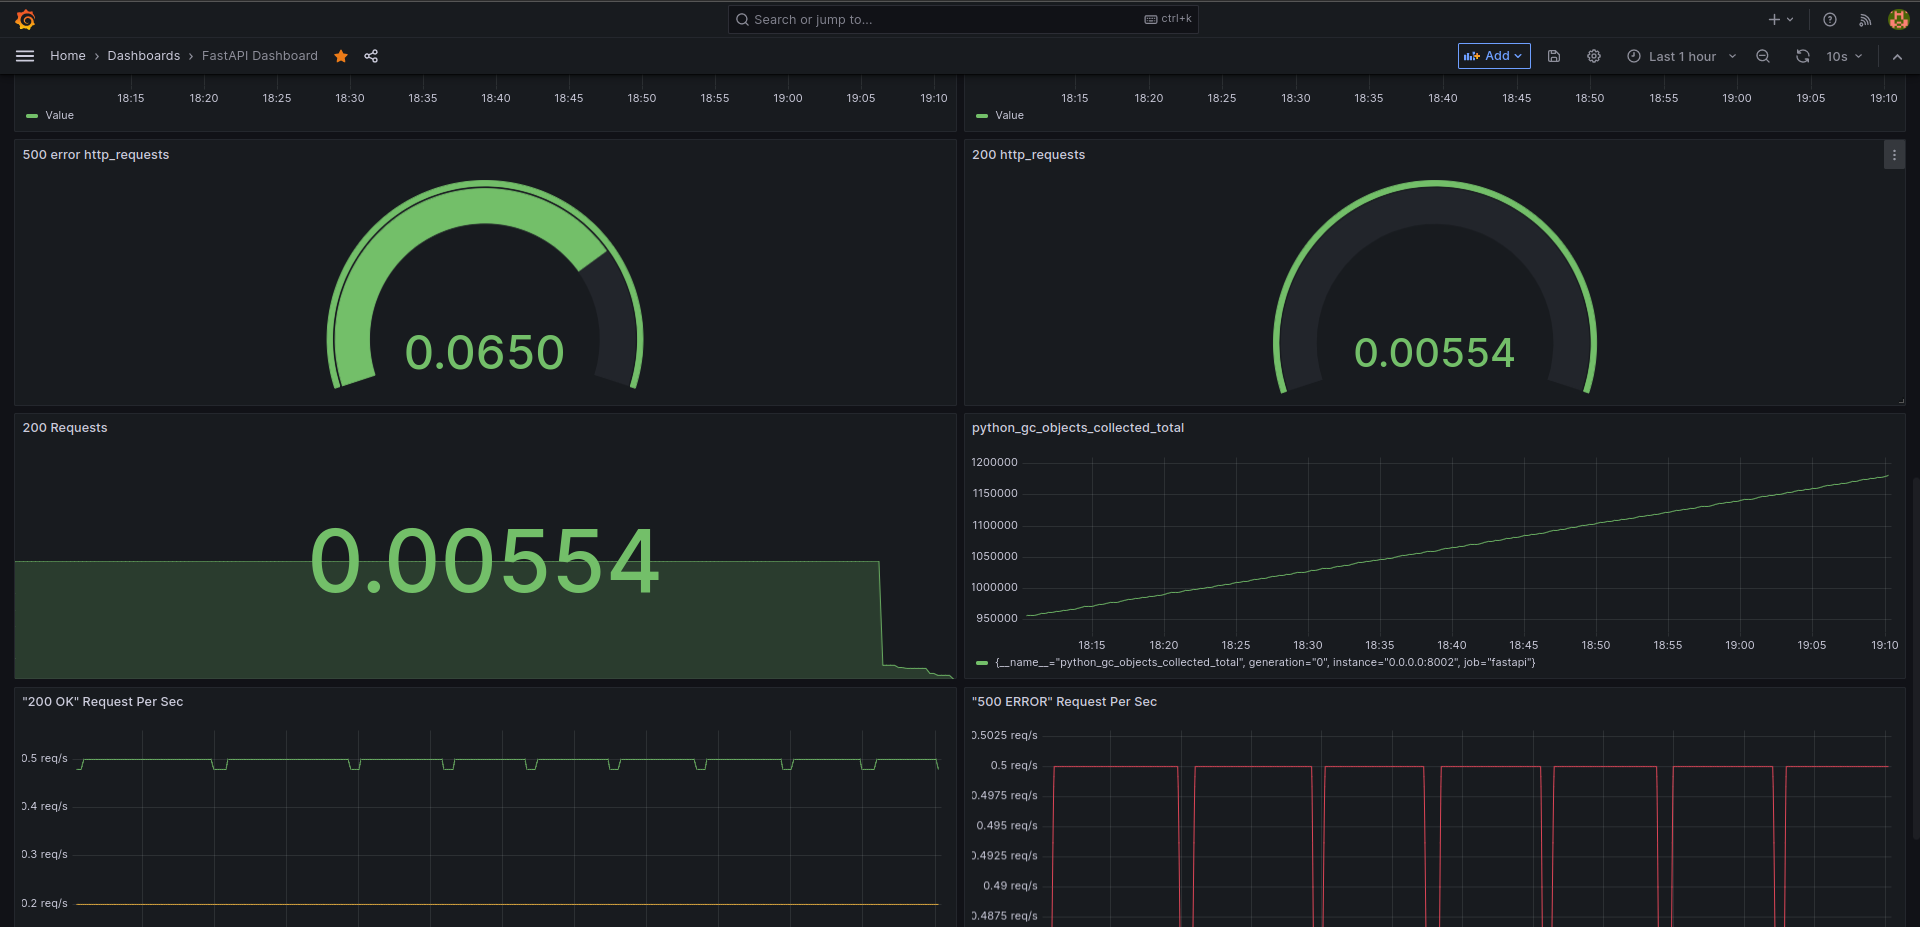 Search or jump to...
ctrl+k
Home › Dashboards › FastAPI Dashboard
Add
Last 1 hour
10s
18:15 18:20 18:25 18:30 18:35 18:40 18:45 18:50 18:55 19:00 19:05 19:10
Value
18:15 18:20 18:25 18:30 18:35 18:40 18:45 18:50 18:55 19:00 19:05 19:10
Value
500 error http_requests
0.0650
200 http_requests
0.00554
200 Requests
0.00554
python_gc_objects_collected_total
1200000
1150000
1100000
1050000
1000000
950000
18:15 18:20 18:25 18:30 18:35 18:40 18:45 18:50 18:55 19:00 19:05 19:10
{__name__="python_gc_objects_collected_total", generation="0", instance="0.0.0.0:8002", job="fastapi"}
"200 OK" Request Per Sec
0.5 req/s
0.4 req/s
0.3 req/s
0.2 req/s
"500 ERROR" Request Per Sec
0.5025 req/s
0.5 req/s
0.4975 req/s
0.495 req/s
0.4925 req/s
0.49 req/s
0.4875 req/s